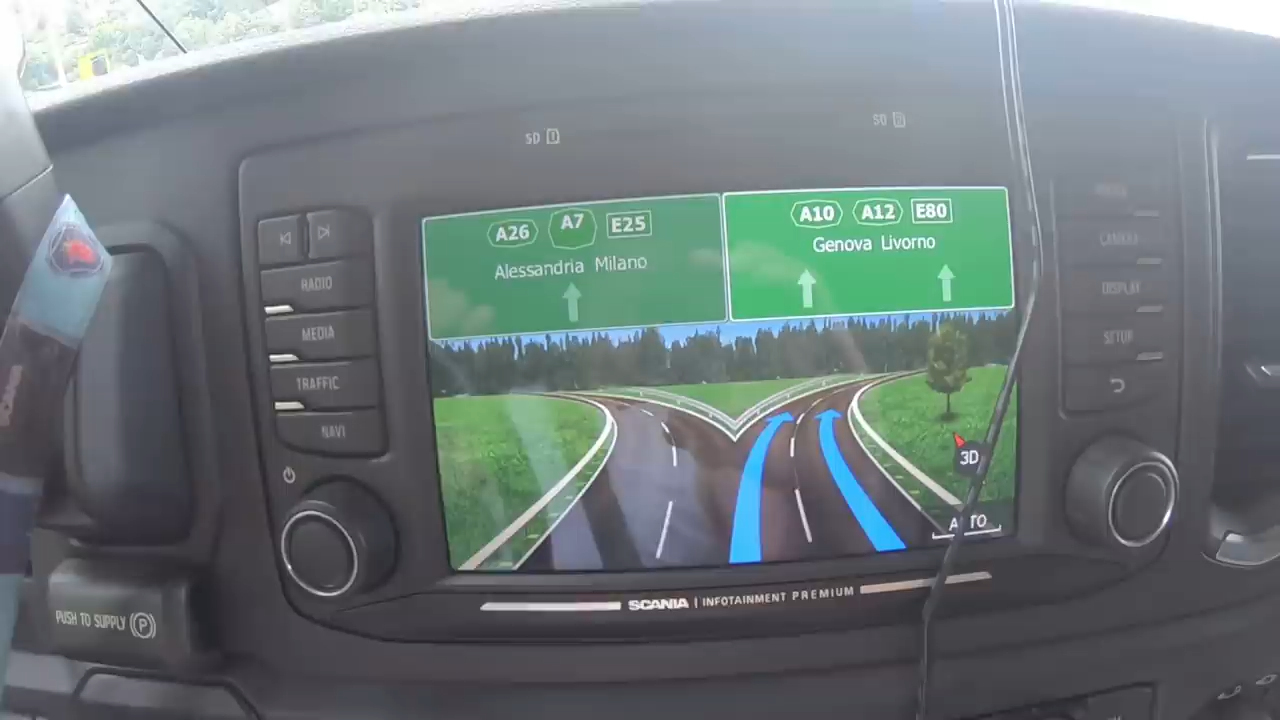 SD 1
SD 2
A26 A7 E25
Alessandria Milano
A10 A12 E80
Genova Livorno
RADIO
MEDIA
TRAFFIC
NAVI
CAMERA
DISPLAY
SETUP
3D
SCANIA | INFOTAINMENT PREMIUM
PUSH TO SUPPLY (P)